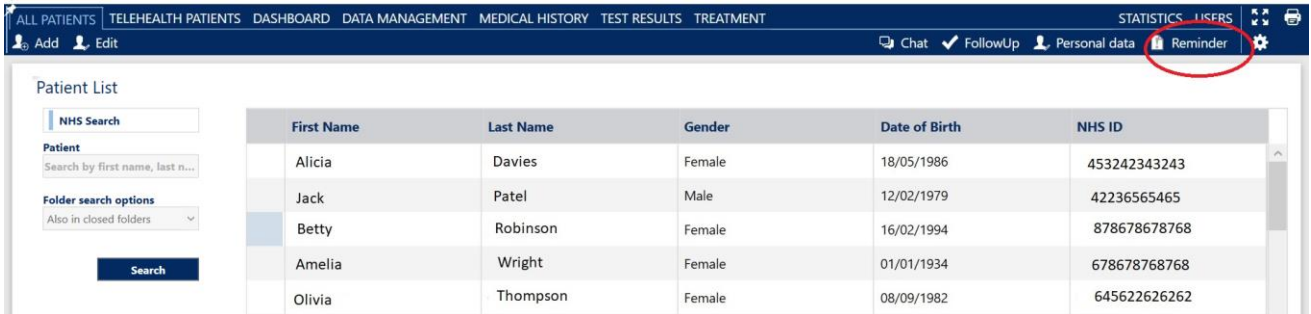 ALL PATIENTS TELEHEALTH PATIENTS DASHBOARD DATA MANAGEMENT MEDICAL HISTORY TEST RESULTS TREATMENT STATISTICS USERS
Add Edit Chat FollowUp Personal data Reminder
Patient List
NHS Search
Patient
Search by first name, last n...
Folder search options
Also in closed folders
Search
First Name Last Name Gender Date of Birth NHS ID
Alicia Davies Female 18/05/1986 453242343243
Jack Patel Male 12/02/1979 42236565465
Betty Robinson Female 16/02/1994 878678678768
Amelia Wright Female 01/01/1934 678678768768
Olivia Thompson Female 08/09/1982 645622626262